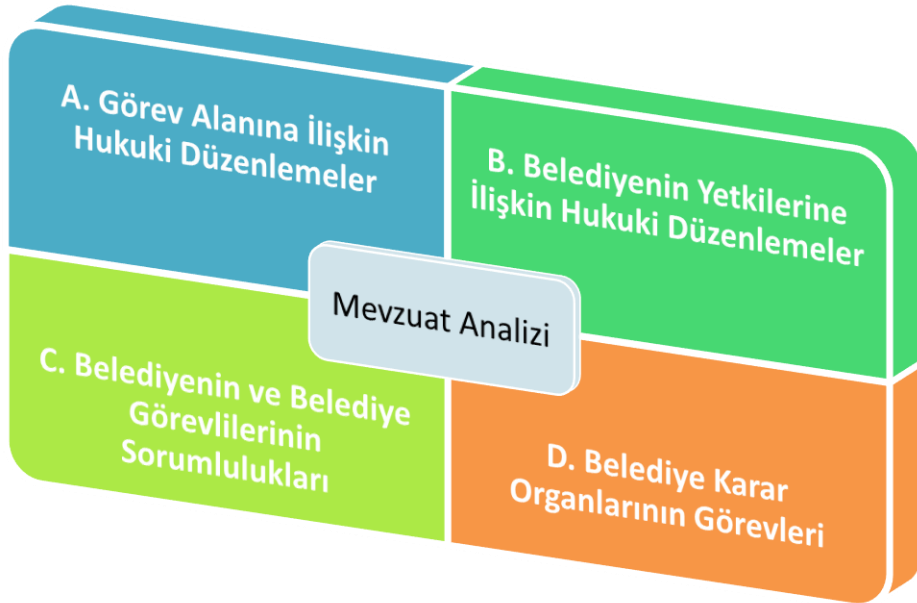 A. Görev Alanına İlişkin
Hukuki Düzenlemeler
B. Belediyenin Yetkilerine
İlişkin Hukuki Düzenlemeler
Mevzuat Analizi
C. Belediyenin ve Belediye
Görevlilerinin
Sorumlulukları
D. Belediye Karar
Organlarının Görevleri